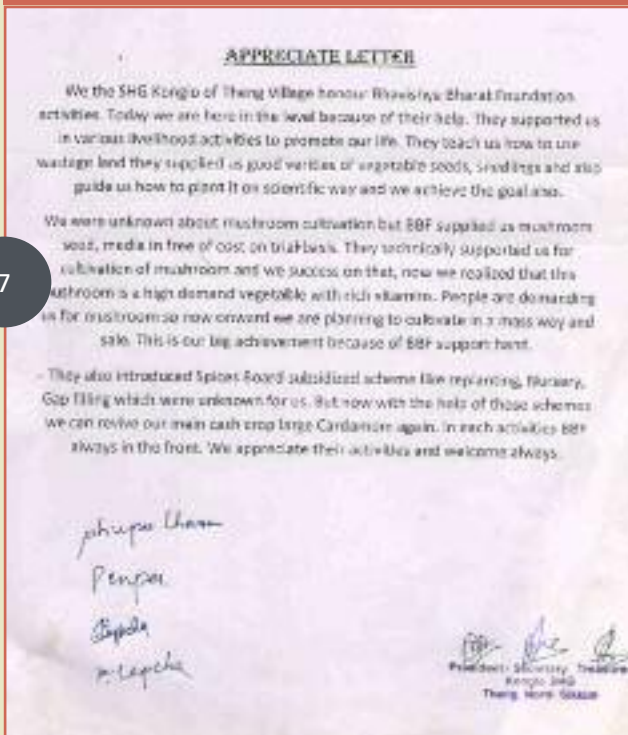 APPRECIATE LETTER
We the SHG Konglo of Theng Village honour Bhavishya Bharat Foundation
activities. Today we are here in the level because of their help. They supported us
in various livelihood activities to promote our life. They teach us how to use
wastage land they supplied us good varities of vegetable seeds, seedlings and also
guide us how to plant it on scientific way and we achieve the goal also.
We were unknown about mushroom cultivation but BBF supplied us mushroom
seed, media in free of cost on trial basis. They technically supported us for
cultivation of mushroom and we success on that, now we realized that this
7
mushroom is a high demand vegetable with rich vitamins. People are demanding
us for mushroom so now onward we are planning to cultivate in a mass way and
sale. This is our big achievement because of BBF support hand.
They also introduced Spices Board subsidized scheme like replanting, Nursery,
Gap filling which were unknown for us. But now with the help of those schemes
we can revive our main cash crop large Cardamom again. In each activities BBF
always in the front. We appreciate their activities and welcome always.
Penpa
Lepcha
President Secretary Treasurer
Konglo SHG
Theng North Sikkim